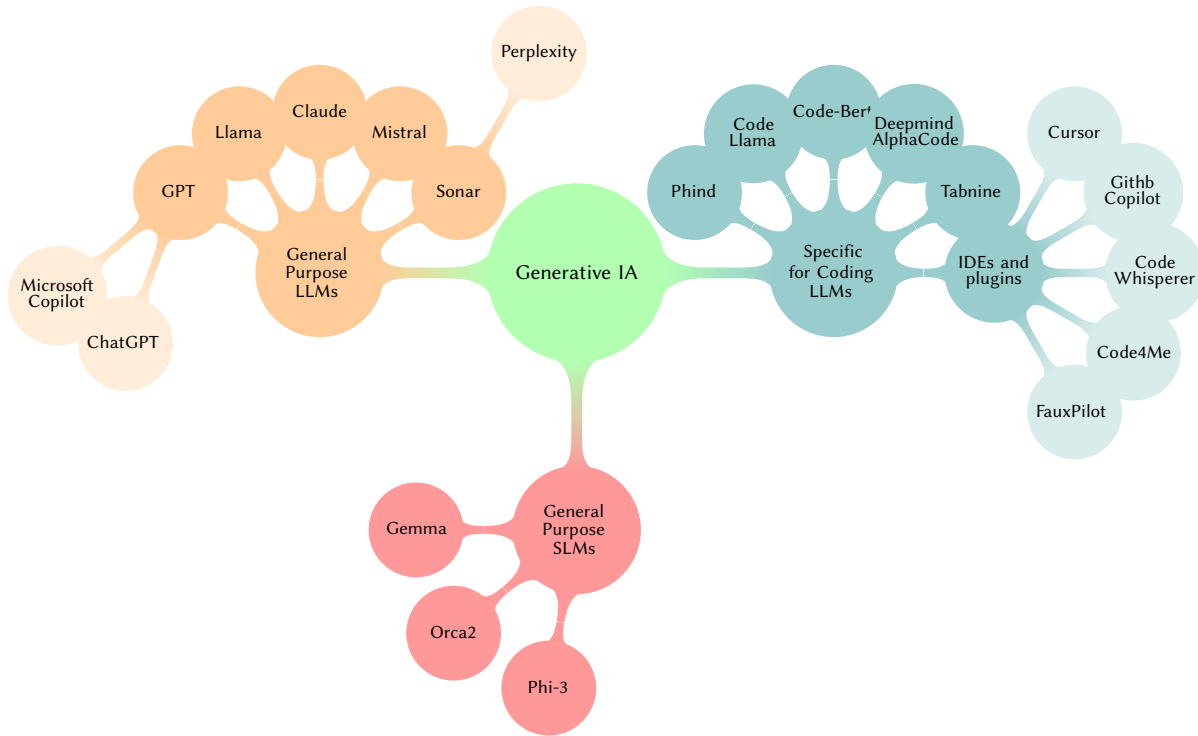 Perplexity
Claude
Llama
Mistral
GPT
Sonar
General
Purpose
LLMs
Microsoft
Copilot
ChatGPT
Generative IA
Code-Bert
Code
Llama
Deepmind
AlphaCode
Phind
Tabnine
Specific
for Coding
LLMs
IDEs and
plugins
Cursor
Githb
Copilot
Code
Whisperer
Code4Me
FauxPilot
General
Purpose
SLMs
Gemma
Orca2
Phi-3